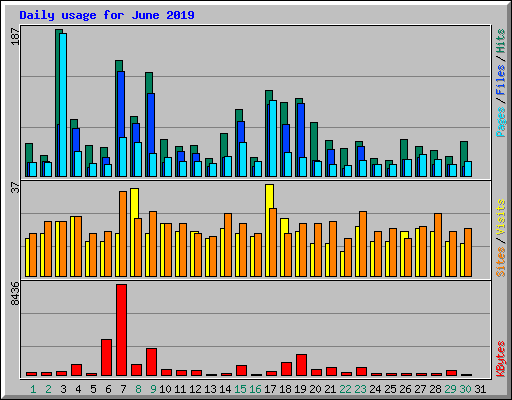 Daily usage for June 2019
187
Pages / Files / Hits
37
Sites / Visits
8436
KBytes
1 2 3 4 5 6 7 8 9 10 11 12 13 14 15 16 17 18 19 20 21 22 23 24 25 26 27 28 29 30 31